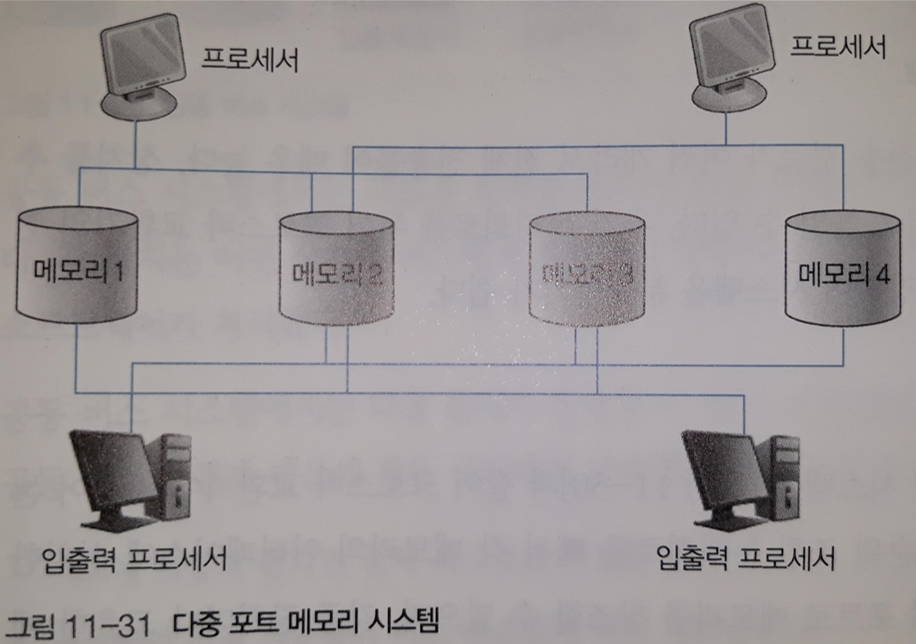 프로세서
프로세서
메모리1
메모리2
메모리3
메모리4
입출력 프로세서
입출력 프로세서
그림 11-31 다중 포트 메모리 시스템